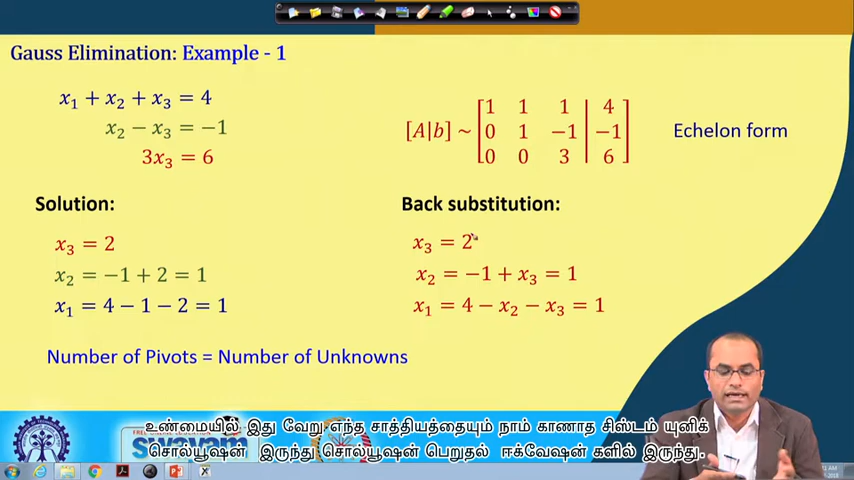 Gauss Elimination: Example - 1
x₁ + x₂ + x₃ = 4
x₂ − x₃ = −1
3x₃ = 6
[A|b] ~ [1 1 1 | 4
0 1 −1 | −1
0 0 3 | 6]
Echelon form
Solution:
x₃ = 2
x₂ = −1 + 2 = 1
x₁ = 4 − 1 − 2 = 1
Back substitution:
x₃ = 2
x₂ = −1 + x₃ = 1
x₁ = 4 − x₂ − x₃ = 1
Number of Pivots = Number of Unknowns
swayam
உண்மையில் இது வேறு எந்த சாத்தியத்தையும் நாம் காணாத சிஸ்டம் யுனிக்
சொல்யூஷன் இருந்து சொல்யூஷன் பெறுதல் ஈக்வேஷன் களில் இருந்து.